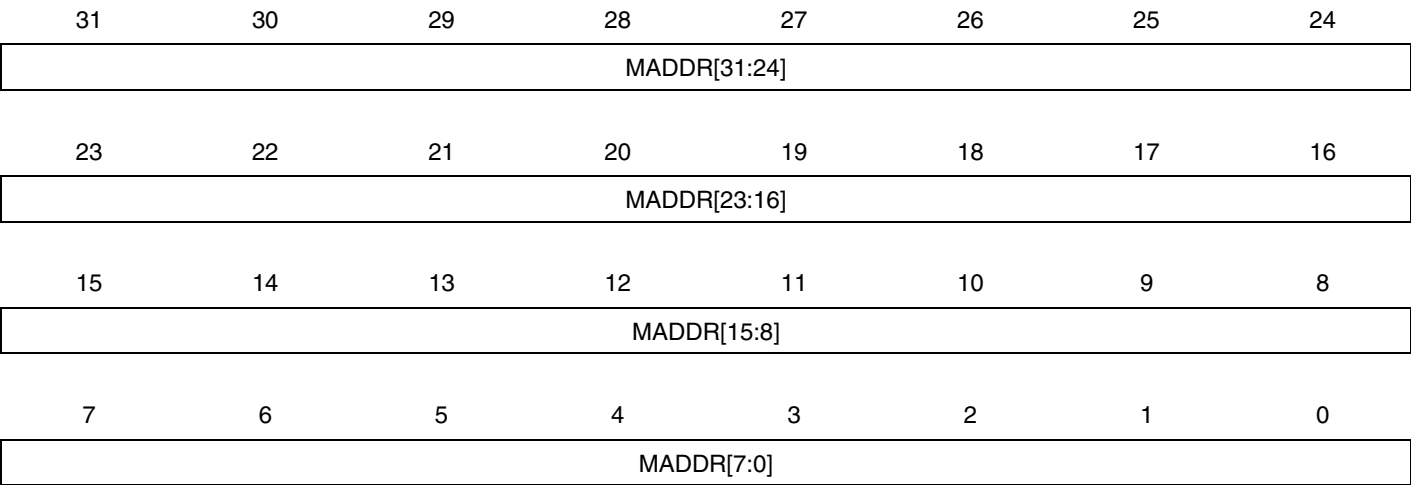 31 30 29 28 27 26 25 24
MADDR[31:24]
23 22 21 20 19 18 17 16
MADDR[23:16]
15 14 13 12 11 10 9 8
MADDR[15:8]
7 6 5 4 3 2 1 0
MADDR[7:0]